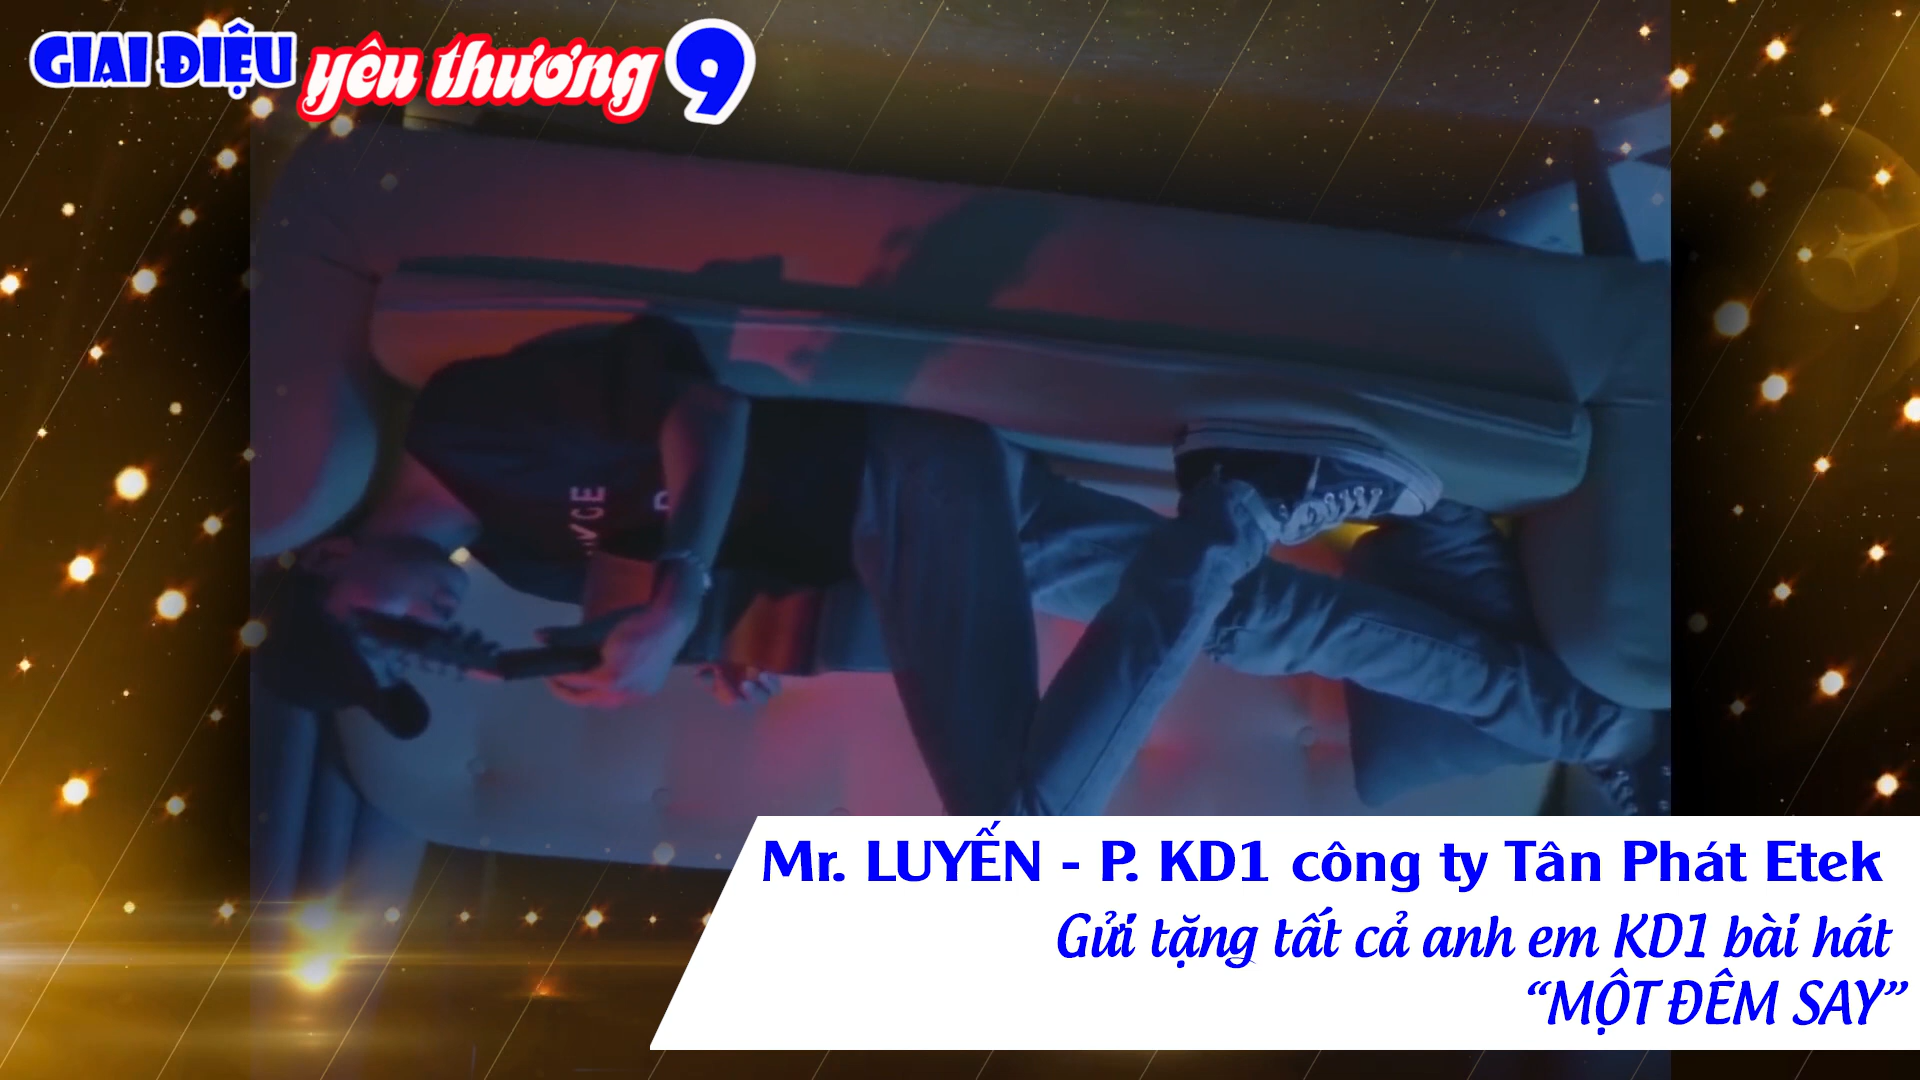 GIAI ĐIỆU yêu thương 9
Mr. LUYẾN - P. KD1 công ty Tân Phát Etek
Gửi tặng tất cả anh em KD1 bài hát
“MỘT ĐÊM SAY”